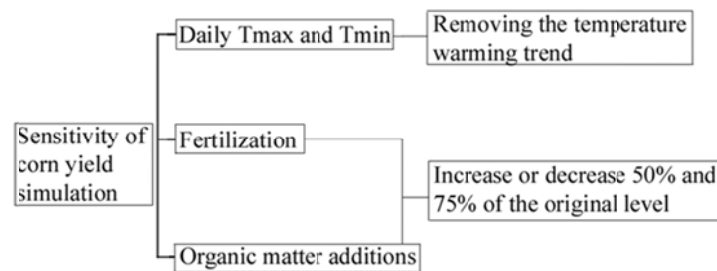 Daily Tmax and Tmin
Removing the temperature
warming trend
Sensitivity of
corn yield
simulation
Fertilization
Increase or decrease 50% and
75% of the original level
Organic matter additions